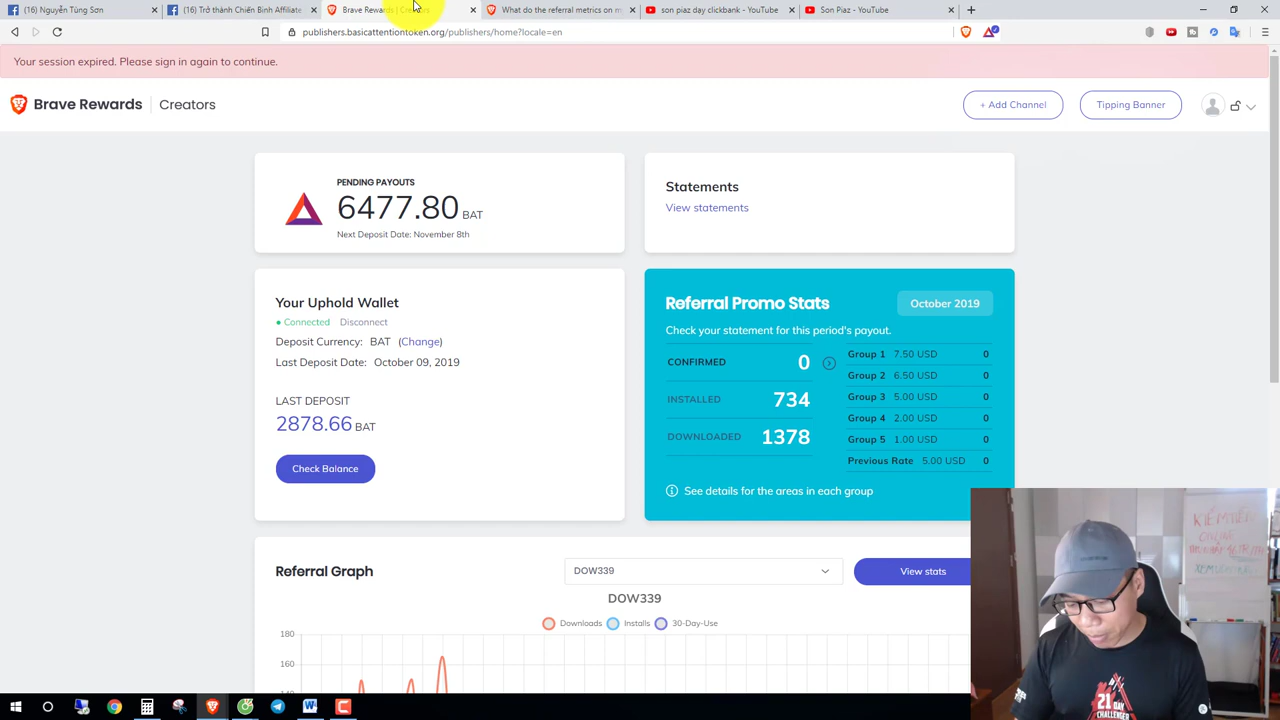 (16) Nguyễn Tùng Sơn
(16) Trở thành Chiến Binh Affiliate
Brave Rewards | Creators
What do the referral metrics on m
son piaz day clickbank - YouTube
Son Piaz - YouTube
publishers.basicattentiontoken.org/publishers/home?locale=en
Your session expired. Please sign in again to continue.
Brave Rewards | Creators
+ Add Channel
Tipping Banner
PENDING PAYOUTS
6477.80 BAT
Next Deposit Date: November 8th
Statements
View statements
Your Uphold Wallet
Connected Disconnect
Deposit Currency: BAT (Change)
Last Deposit Date: October 09, 2019
LAST DEPOSIT
2878.66 BAT
Check Balance
Referral Promo Stats
October 2019
Check your statement for this period's payout.
CONFIRMED 0
INSTALLED 734
DOWNLOADED 1378
Group 1 7.50 USD 0
Group 2 6.50 USD 0
Group 3 5.00 USD 0
Group 4 2.00 USD 0
Group 5 1.00 USD 0
Previous Rate 5.00 USD 0
See details for the areas in each group
Referral Graph
DOW339
View stats
DOW339
Downloads Installs 30-Day-Use
180
160
KIẾM TIỀN
21
DAY
CHALLENGE